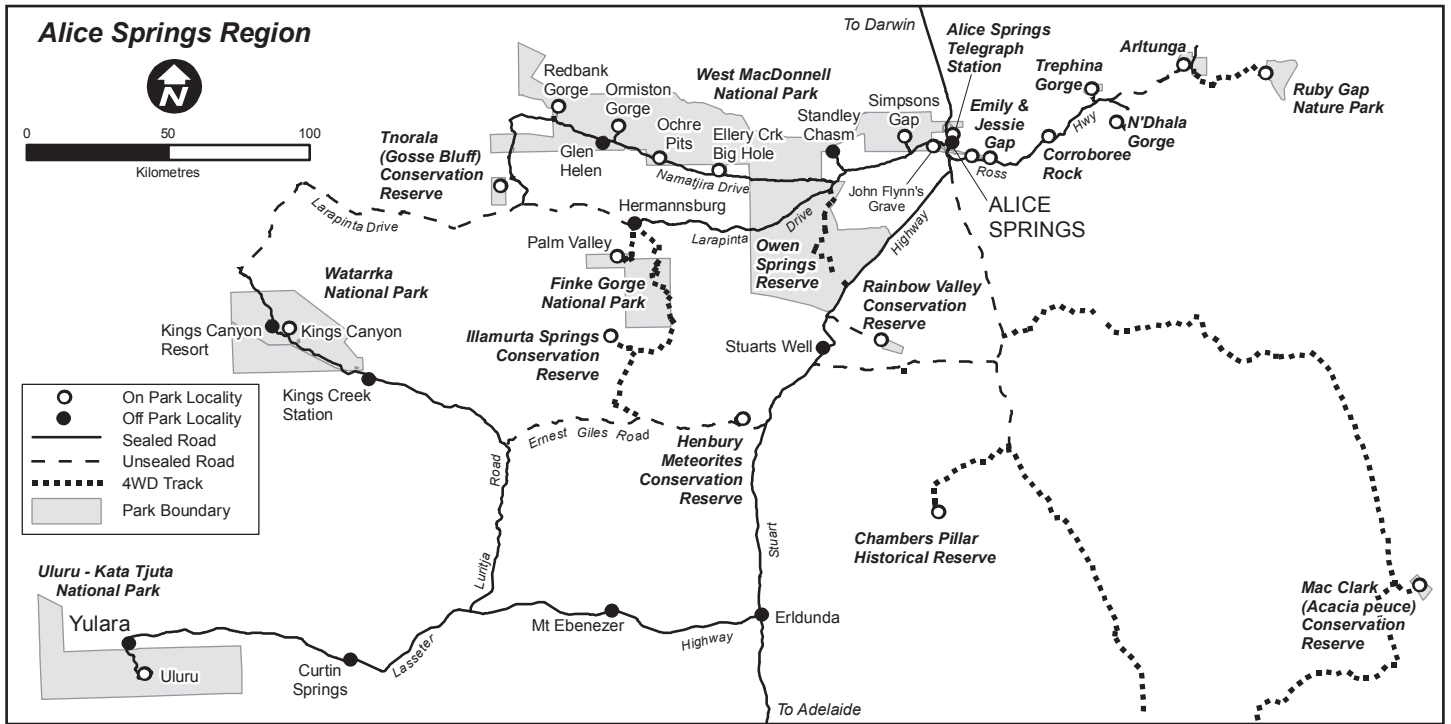 Alice Springs Region
N
0 50 100
Kilometres
To Darwin
Alice Springs
Telegraph
Station
Arltunga
Trephina
Gorge
Ruby Gap
Nature Park
Redbank
Gorge
Ormiston
Gorge
West MacDonnell
National Park
Simpsons
Gap
Standley
Chasm
Emily &
Jessie
Gap
Hwy
N'Dhala
Gorge
Corroboree
Rock
Ross
Tnorala
(Gosse Bluff)
Conservation
Reserve
Glen
Helen
Ochre
Pits
Ellery Crk
Big Hole
Namatjira Drive
John Flynn's
Grave
ALICE
SPRINGS
Larapinta Drive
Hermannsburg
Larapinta
Drive
Highway
Palm Valley
Owen
Springs
Reserve
Finke Gorge
National Park
Rainbow Valley
Conservation
Reserve
Watarrka
National Park
Kings Canyon
Resort
Kings Canyon
Illamurta Springs
Conservation
Reserve
Stuarts Well
Kings Creek
Station
On Park Locality
Off Park Locality
Sealed Road
Unsealed Road
4WD Track
Park Boundary
Ernest Giles Road
Henbury
Meteorites
Conservation
Reserve
Road
Luritja
Stuart
Chambers Pillar
Historical Reserve
Uluru - Kata Tjuta
National Park
Yulara
Uluru
Curtin
Springs
Lasseter
Mt Ebenezer
Highway
Erldunda
Mac Clark
(Acacia peuce)
Conservation
Reserve
To Adelaide